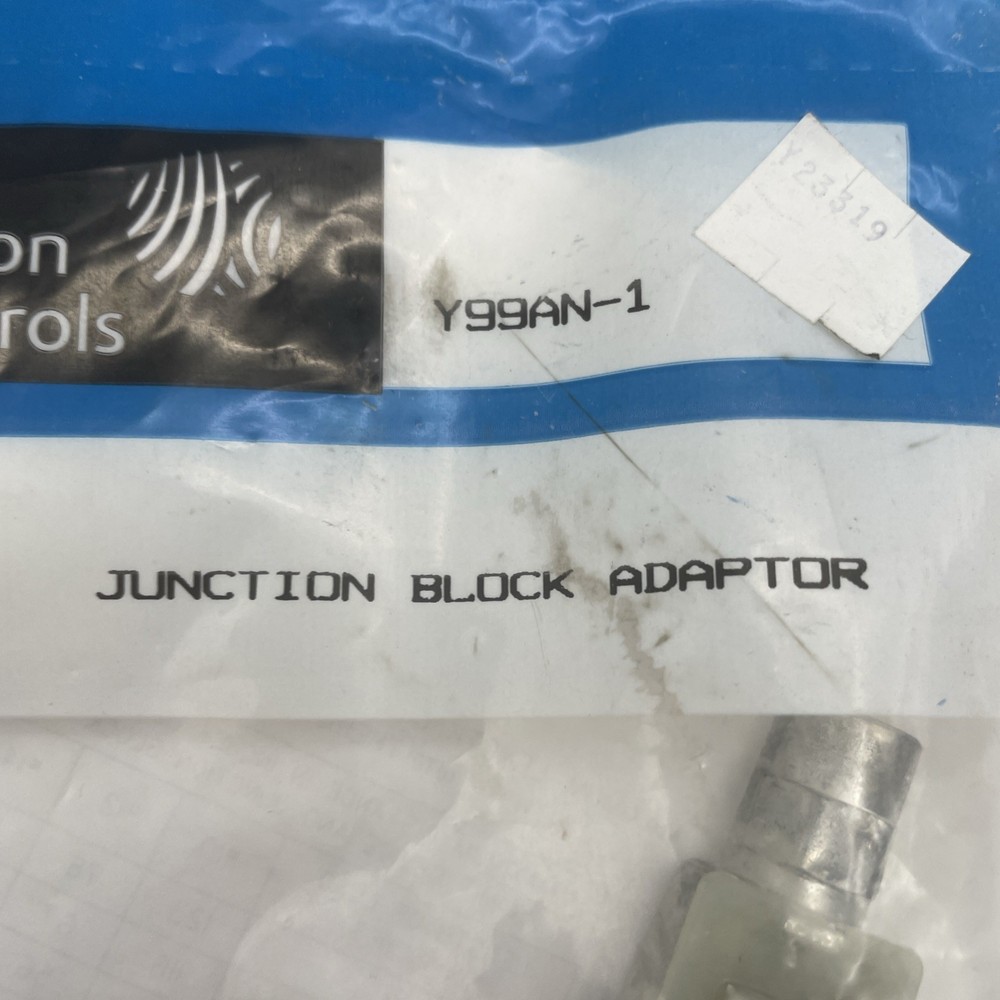 on
rols
Y99AN-1
Y23319
JUNCTION BLOCK ADAPTOR